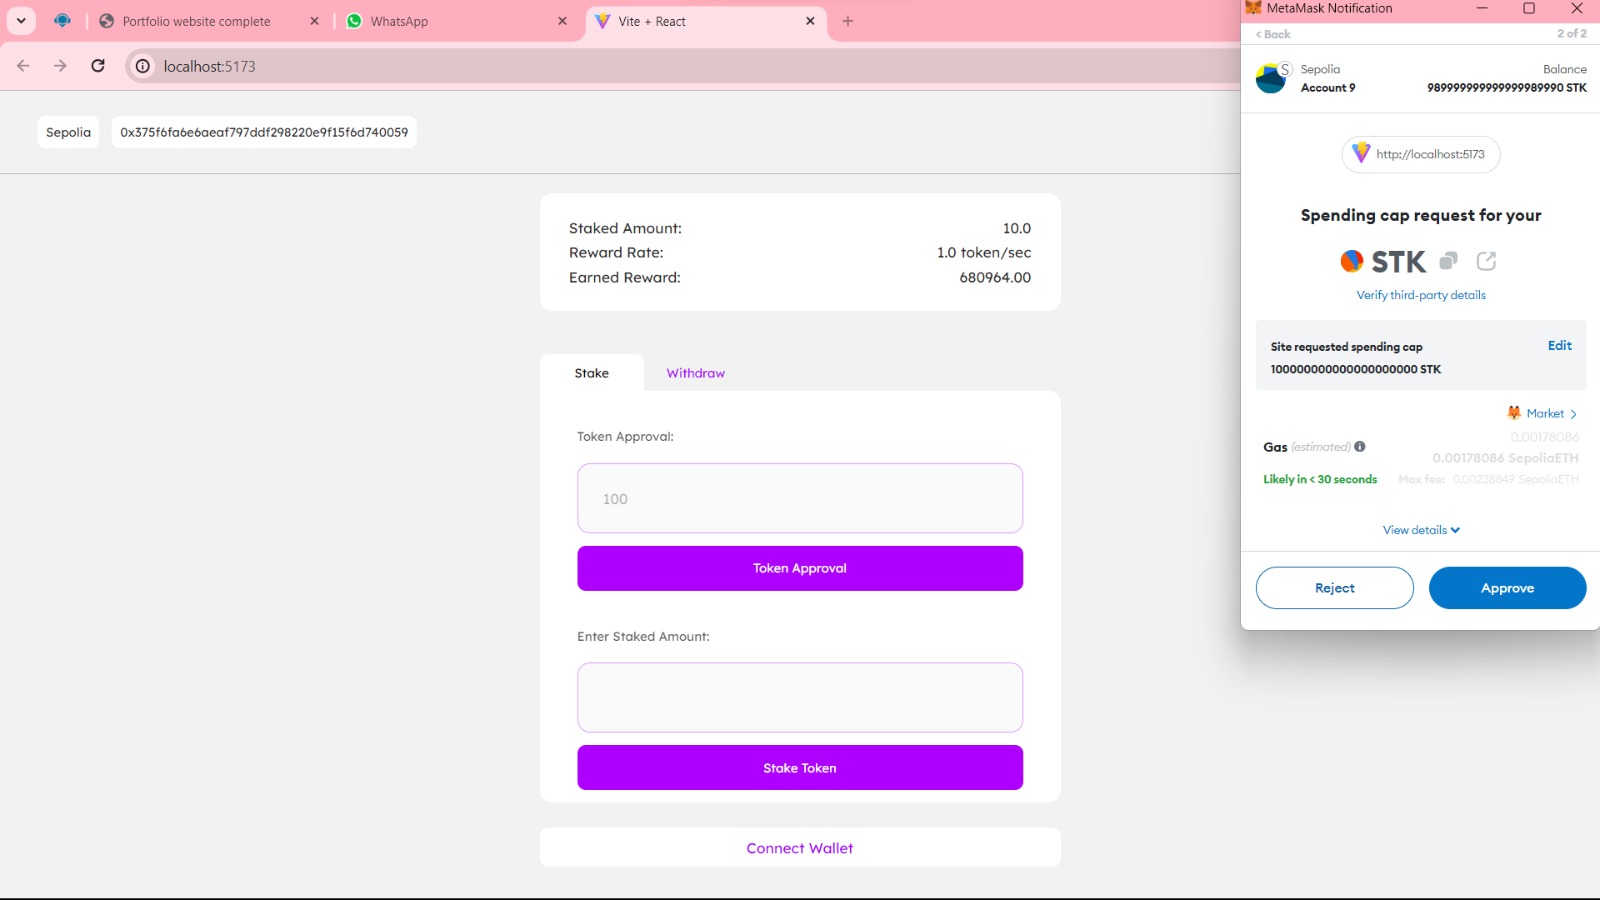 Portfolio website complete
WhatsApp
Vite + React
localhost:5173
Sepolia
0x375f6fa6e6aeaf797ddf298220e9f15f6d740059
Staked Amount: 10.0
Reward Rate: 1.0 token/sec
Earned Reward: 680964.00
Stake
Withdraw
Token Approval:
100
Token Approval
Enter Staked Amount:
Stake Token
Connect Wallet
MetaMask Notification
< Back 2 of 2
S Sepolia Balance
Account 9 989999999999999989990 STK
http://localhost:5173
Spending cap request for your
STK
Verify third-party details
Site requested spending cap Edit
100000000000000000000 STK
Market >
0.00178086
Gas (estimated) 0.00178086 SepoliaETH
Likely in < 30 seconds Max fee: 0.00238849 SepoliaETH
View details
Reject
Approve